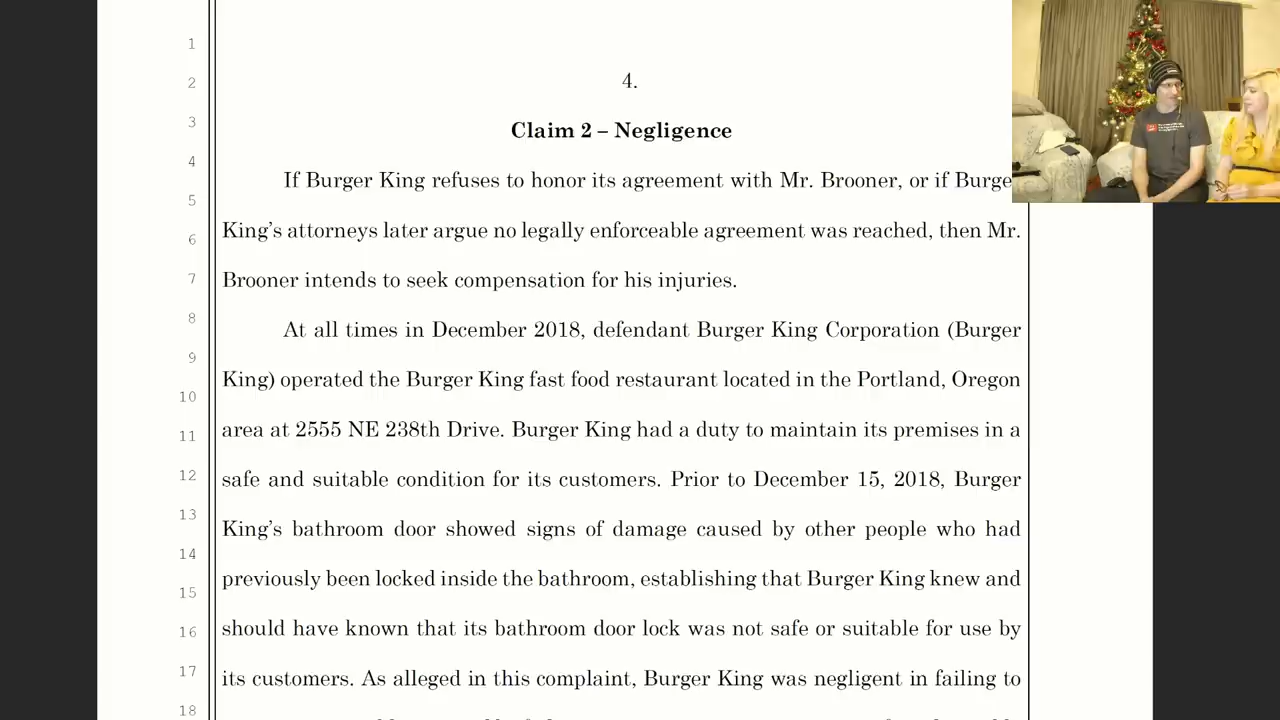 1
2
3
4
5
6
7
8
9
10
11
12
13
14
15
16
17
18
4.
Claim 2 – Negligence
If Burger King refuses to honor its agreement with Mr. Brooner, or if Burge
King’s attorneys later argue no legally enforceable agreement was reached, then Mr.
Brooner intends to seek compensation for his injuries.
At all times in December 2018, defendant Burger King Corporation (Burger
King) operated the Burger King fast food restaurant located in the Portland, Oregon
area at 2555 NE 238th Drive. Burger King had a duty to maintain its premises in a
safe and suitable condition for its customers. Prior to December 15, 2018, Burger
King’s bathroom door showed signs of damage caused by other people who had
previously been locked inside the bathroom, establishing that Burger King knew and
should have known that its bathroom door lock was not safe or suitable for use by
its customers. As alleged in this complaint, Burger King was negligent in failing to